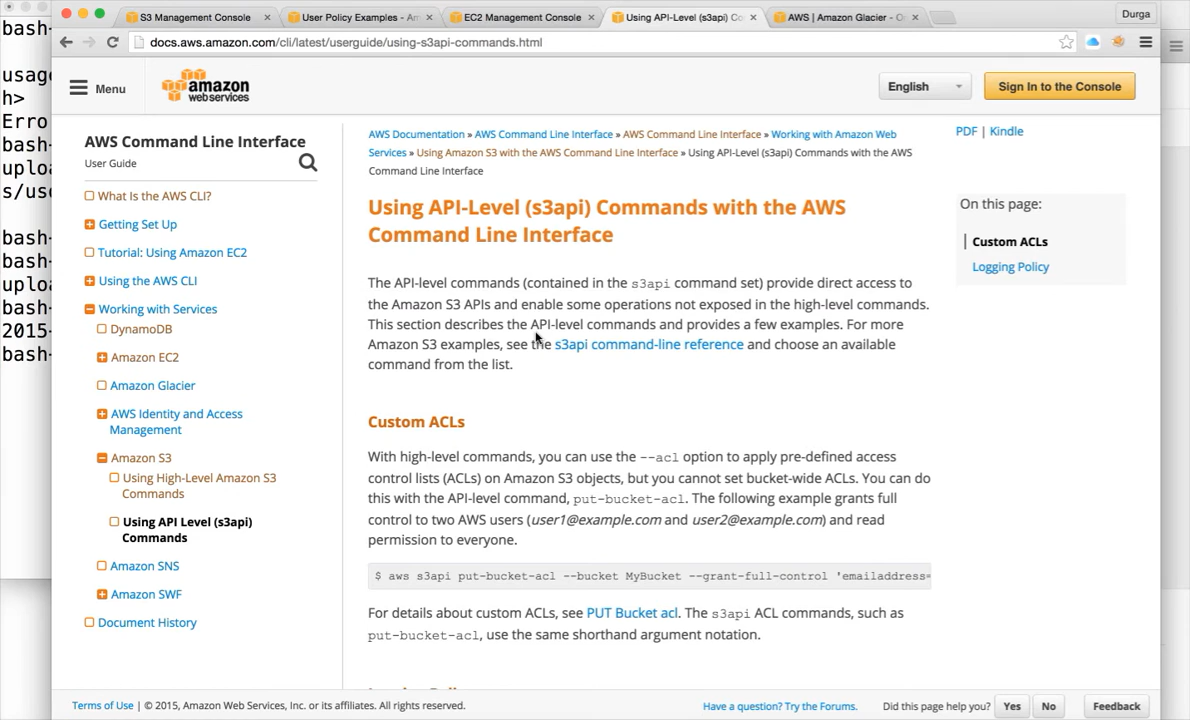 S3 Management Console
User Policy Examples - Am
EC2 Management Console
Using API-Level (s3api) Co
AWS | Amazon Glacier - O
Durga
docs.aws.amazon.com/cli/latest/userguide/using-s3api-commands.html
bash-
usage
h>
Erro
bash-
uploa
s/us
bash-
bash-
uploa
bash-
2015-
bash-
Menu
amazon
web services
English
Sign In to the Console
AWS Command Line Interface
User Guide
What Is the AWS CLI?
Getting Set Up
Tutorial: Using Amazon EC2
Using the AWS CLI
Working with Services
DynamoDB
Amazon EC2
Amazon Glacier
AWS Identity and Access
Management
Amazon S3
Using High-Level Amazon S3
Commands
Using API Level (s3api)
Commands
Amazon SNS
Amazon SWF
Document History
AWS Documentation » AWS Command Line Interface » AWS Command Line Interface » Working with Amazon Web
Services » Using Amazon S3 with the AWS Command Line Interface » Using API-Level (s3api) Commands with the AWS
Command Line Interface
Using API-Level (s3api) Commands with the AWS
Command Line Interface
The API-level commands (contained in the s3api command set) provide direct access to
the Amazon S3 APIs and enable some operations not exposed in the high-level commands.
This section describes the API-level commands and provides a few examples. For more
Amazon S3 examples, see the s3api command-line reference and choose an available
command from the list.
Custom ACLs
With high-level commands, you can use the --acl option to apply pre-defined access
control lists (ACLs) on Amazon S3 objects, but you cannot set bucket-wide ACLs. You can do
this with the API-level command, put-bucket-acl. The following example grants full
control to two AWS users (user1@example.com and user2@example.com) and read
permission to everyone.
$ aws s3api put-bucket-acl --bucket MyBucket --grant-full-control 'emailaddress=
For details about custom ACLs, see PUT Bucket acl. The s3api ACL commands, such as
put-bucket-acl, use the same shorthand argument notation.
PDF | Kindle
On this page:
Custom ACLs
Logging Policy
Terms of Use | © 2015, Amazon Web Services, Inc. or its affiliates. All rights reserved.
Have a question? Try the Forums.
Did this page help you?
Yes
No
Feedback